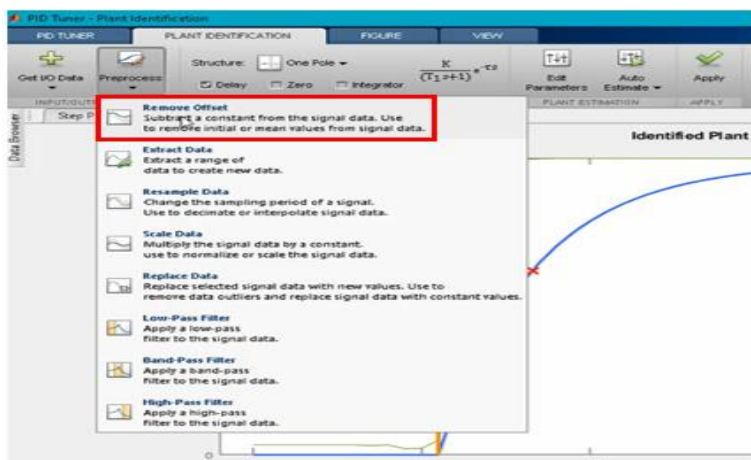 PID Tuner - Plant Identification
PID TUNER PLANT IDENTIFICATION FIGURE VIEW
Structure: One Pole
K
(T₁s+1) e^-τs
Get I/O Data Preprocess Delay Zero Integrator Edit Parameters Auto Estimate Apply
INPUT/OUT PLANT ESTIMATION APPLY
Data Browser
Step P
Identified Plant
Remove Offset
Subtract a constant from the signal data. Use
to remove initial or mean values from signal data.
Extract Data
Extract a range of
data to create new data.
Resample Data
Change the sampling period of a signal.
Use to decimate or interpolate signal data.
Scale Data
Multiply the signal data by a constant.
use to normalize or scale the signal data.
Replace Data
Replace selected signal data with new values. Use to
remove data outliers and replace signal data with constant values.
Low-Pass Filter
Apply a low-pass
filter to the signal data.
Band-Pass Filter
Apply a band-pass
filter to the signal data.
High-Pass Filter
Apply a high-pass
filter to the signal data.
0